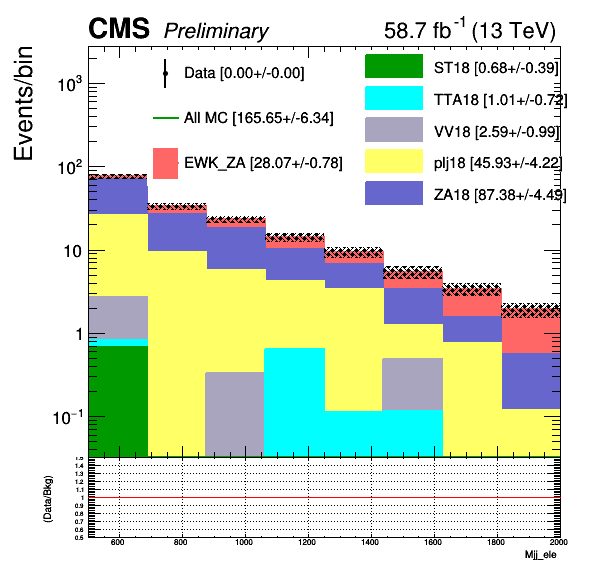 CMS Preliminary 58.7 fb⁻¹ (13 TeV)
Events/bin
Data [0.00+/-0.00]
All MC [165.65+/-6.34]
EWK_ZA [28.07+/-0.78]
ST18 [0.68+/-0.39]
TTA18 [1.01+/-0.72]
VV18 [2.59+/-0.99]
plj18 [45.93+/-4.22]
ZA18 [87.38+/-4.49]
10³
10²
10
1
10⁻¹
(Data/Bkg)
1.5
1.4
1.3
1.2
1.1
1
0.9
0.8
0.7
0.6
0.5
600 800 1000 1200 1400 1600 1800 2000
Mjj_ele